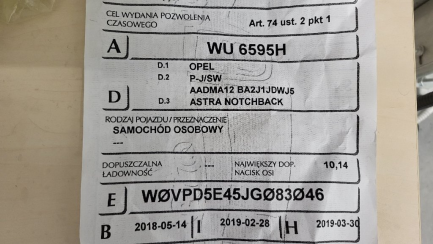 CEL WYDANIA POZWOLENIA
CZASOWEGO
Art. 74 ust. 2 pkt 1
A WU 6595H
D.1 OPEL
D.2 P-J/SW
AADMA12 BA2J1JDWJ5
D
D.3 ASTRA NOTCHBACK
RODZAJ POJAZDU / PRZEZNACZENIE
SAMOCHÓD OSOBOWY
---
DOPUSZCZALNA ŁADOWNOŚĆ --- NAJWIĘKSZY DOP. NACISK OSI 10,14
E WØVPD5E45JGØ83Ø46
B 2018-05-14 I 2019-02-28 H 2019-03-30